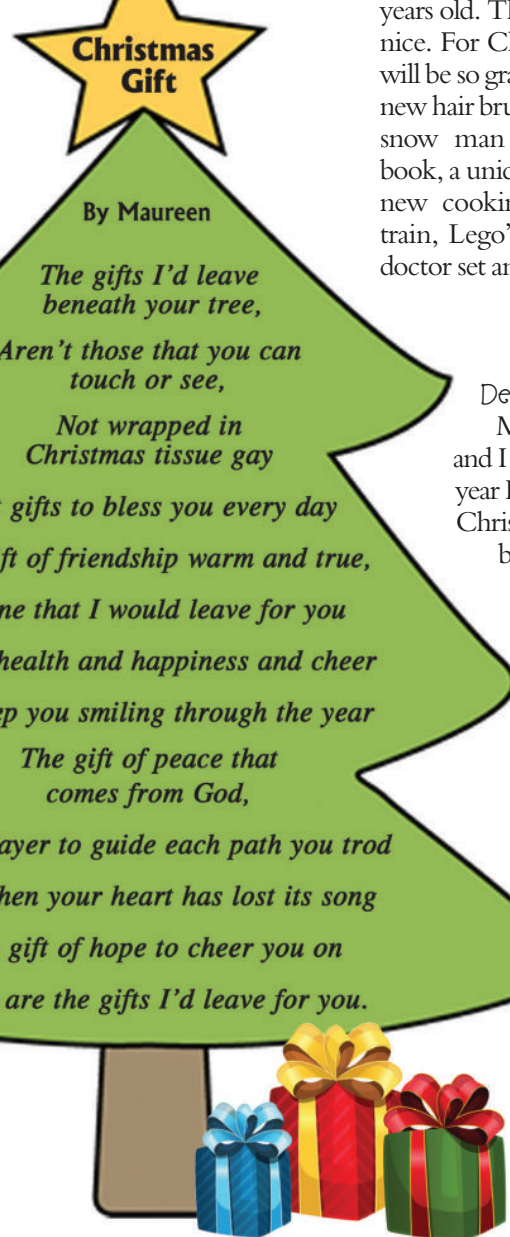 Christmas
Gift
By Maureen
The gifts I’d leave
beneath your tree,
Aren’t those that you can
touch or see,
Not wrapped in
Christmas tissue gay
gifts to bless you every day
ft of friendship warm and true,
ne that I would leave for you
health and happiness and cheer
ep you smiling through the year
The gift of peace that
comes from God,
ayer to guide each path you trod
hen your heart has lost its song
gift of hope to cheer you on
are the gifts I’d leave for you.
years old. Th
nice. For Ch
will be so gra
new hair bru
snow man
book, a uniq
new cookin
train, Lego’
doctor set an
De
M
and I
year
Chris
b